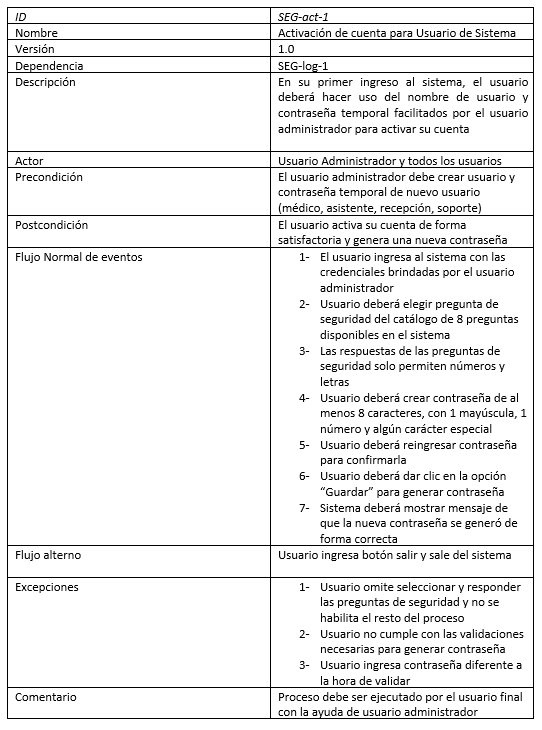 ID
SEG-act-1
Nombre
Activación de cuenta para Usuario de Sistema
Versión
1.0
Dependencia
SEG-log-1
Descripción
En su primer ingreso al sistema, el usuario
deberá hacer uso del nombre de usuario y
contraseña temporal facilitados por el usuario
administrador para activar su cuenta
Actor
Usuario Administrador y todos los usuarios
Precondición
El usuario administrador debe crear usuario y
contraseña temporal de nuevo usuario
(médico, asistente, recepción, soporte)
Postcondición
El usuario activa su cuenta de forma
satisfactoria y genera una nueva contraseña
Flujo Normal de eventos
1- El usuario ingresa al sistema con las
credenciales brindadas por el usuario
administrador
2- Usuario deberá elegir pregunta de
seguridad del catálogo de 8 preguntas
disponibles en el sistema
3- Las respuestas de las preguntas de
seguridad solo permiten números y
letras
4- Usuario deberá crear contraseña de al
menos 8 caracteres, con 1 mayúscula, 1
número y algún carácter especial
5- Usuario deberá reingresar contraseña
para confirmarla
6- Usuario deberá dar clic en la opción
“Guardar” para generar contraseña
7- Sistema deberá mostrar mensaje de
que la nueva contraseña se generó de
forma correcta
Flujo alterno
Usuario ingresa botón salir y sale del sistema
Excepciones
1- Usuario omite seleccionar y responder
las preguntas de seguridad y no se
habilita el resto del proceso
2- Usuario no cumple con las validaciones
necesarias para generar contraseña
3- Usuario ingresa contraseña diferente a
la hora de validar
Comentario
Proceso debe ser ejecutado por el usuario final
con la ayuda de usuario administrador